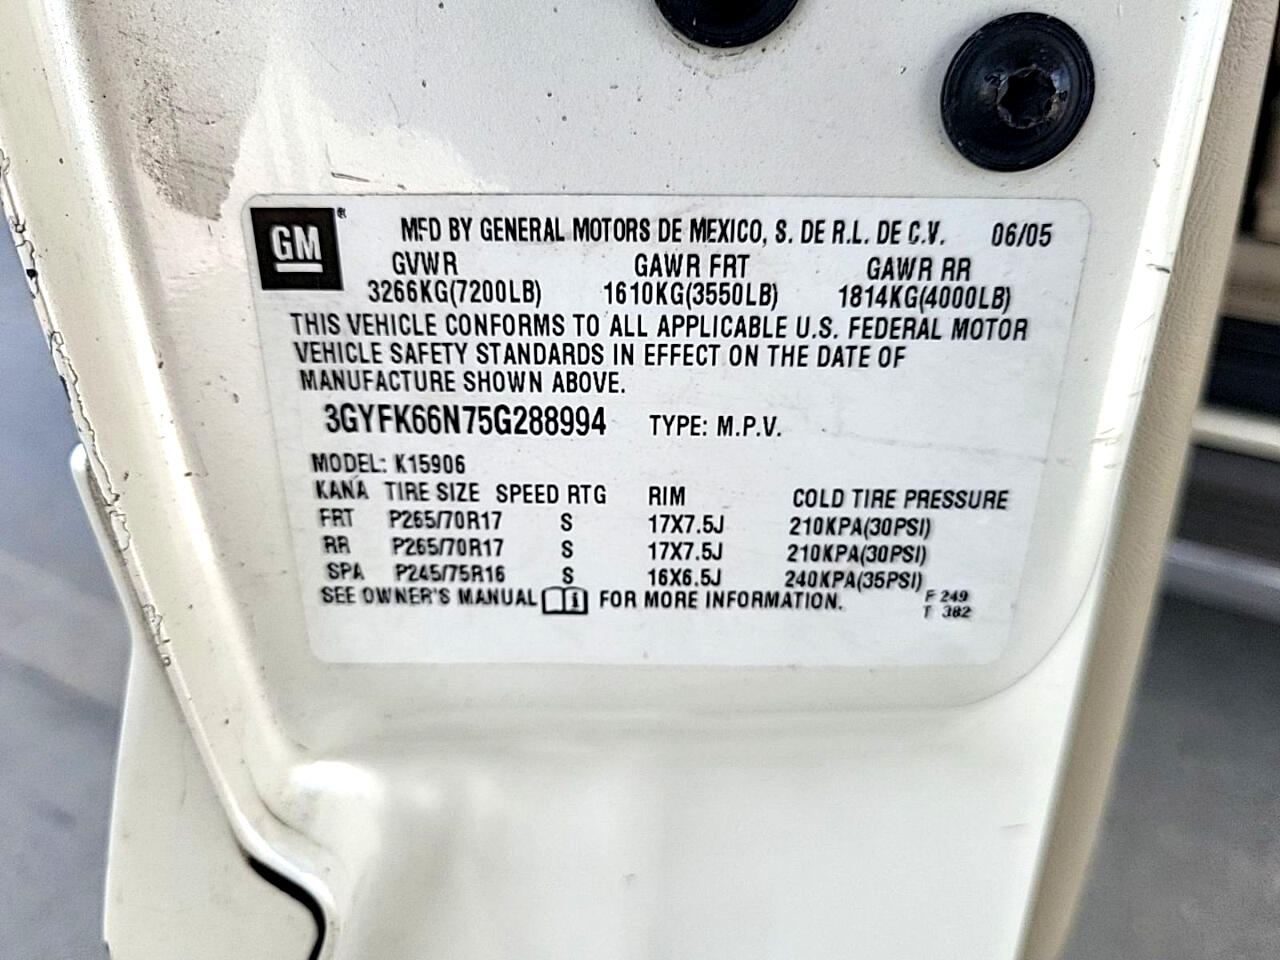 GM ® MFD BY GENERAL MOTORS DE MEXICO, S. DE R.L. DE C.V. 06/05
GVWR GAWR FRT GAWR RR
3266KG(7200LB) 1610KG(3550LB) 1814KG(4000LB)
THIS VEHICLE CONFORMS TO ALL APPLICABLE U.S. FEDERAL MOTOR
VEHICLE SAFETY STANDARDS IN EFFECT ON THE DATE OF
MANUFACTURE SHOWN ABOVE.
3GYFK66N75G288994 TYPE: M.P.V.
MODEL: K15906
KANA TIRE SIZE SPEED RTG RIM COLD TIRE PRESSURE
FRT P265/70R17 S 17X7.5J 210KPA(30PSI)
RR P265/70R17 S 17X7.5J 210KPA(30PSI)
SPA P245/75R16 S 16X6.5J 240KPA(35PSI)
SEE OWNER'S MANUAL FOR MORE INFORMATION. F 249
T 382